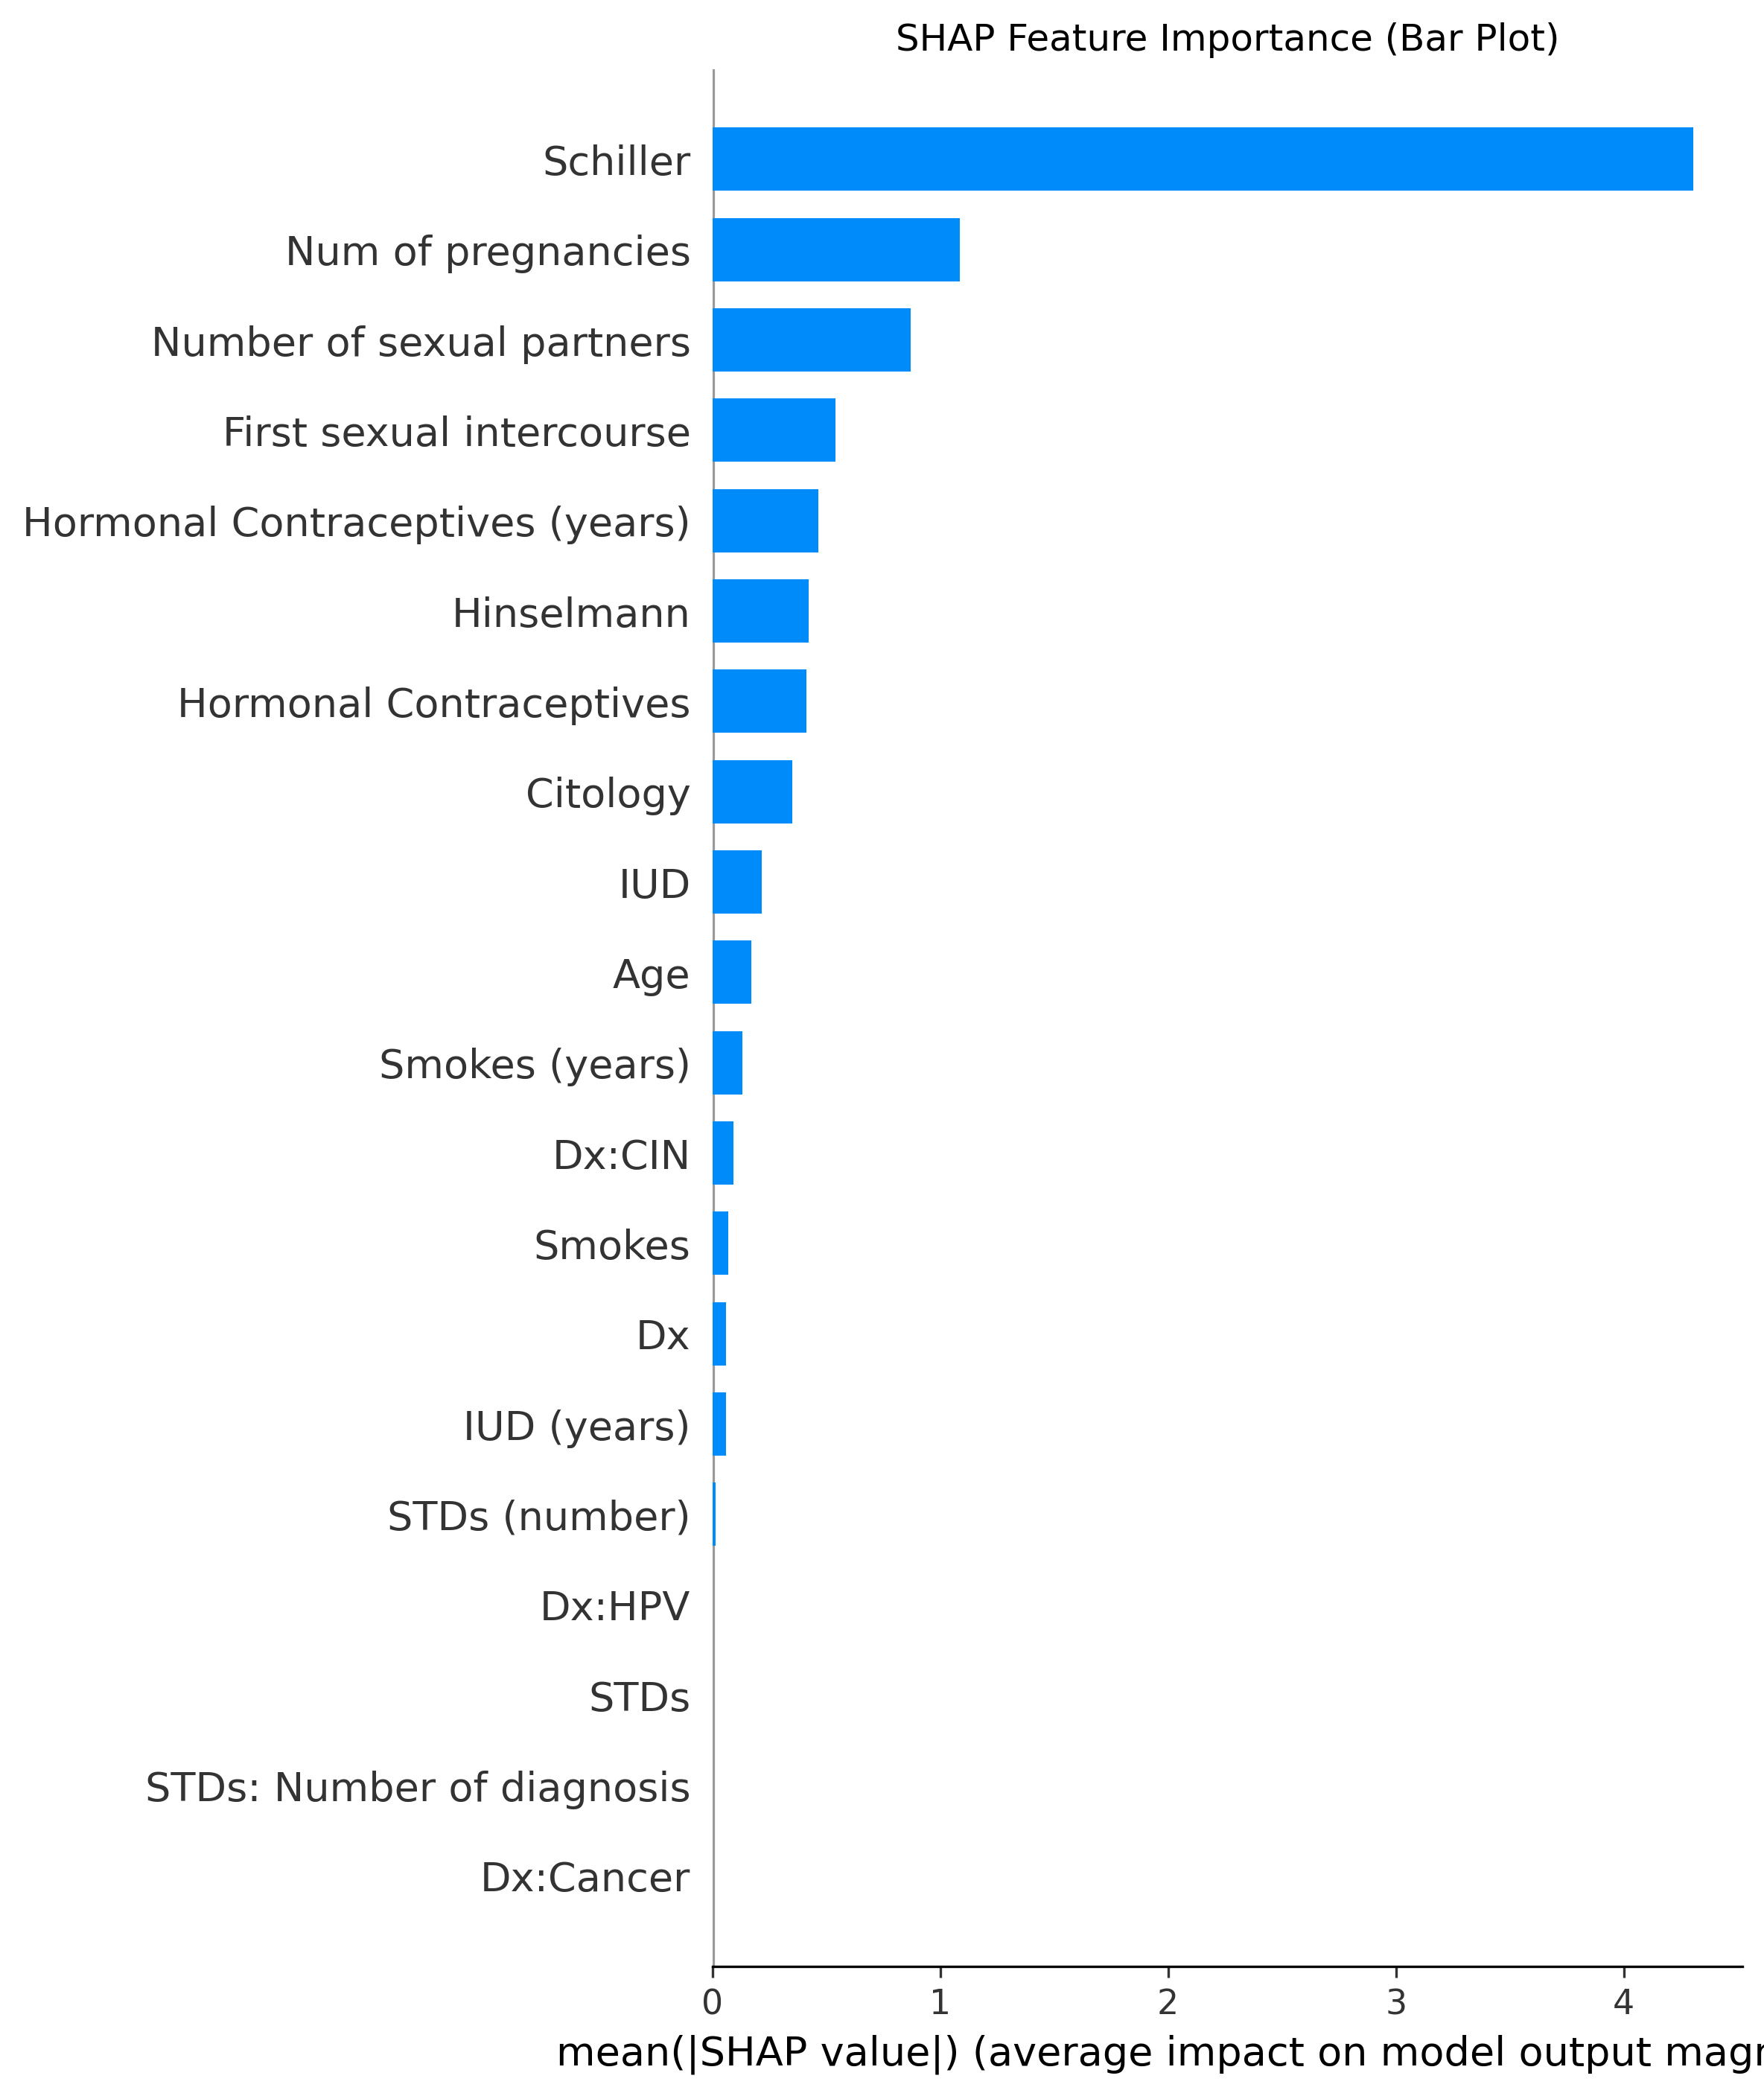 SHAP Feature Importance (Bar Plot)
Schiller
Num of pregnancies
Number of sexual partners
First sexual intercourse
Hormonal Contraceptives (years)
Hinselmann
Hormonal Contraceptives
Citology
IUD
Age
Smokes (years)
Dx:CIN
Smokes
Dx
IUD (years)
STDs (number)
Dx:HPV
STDs
STDs: Number of diagnosis
Dx:Cancer
0 1 2 3 4
mean(|SHAP value|) (average impact on model output